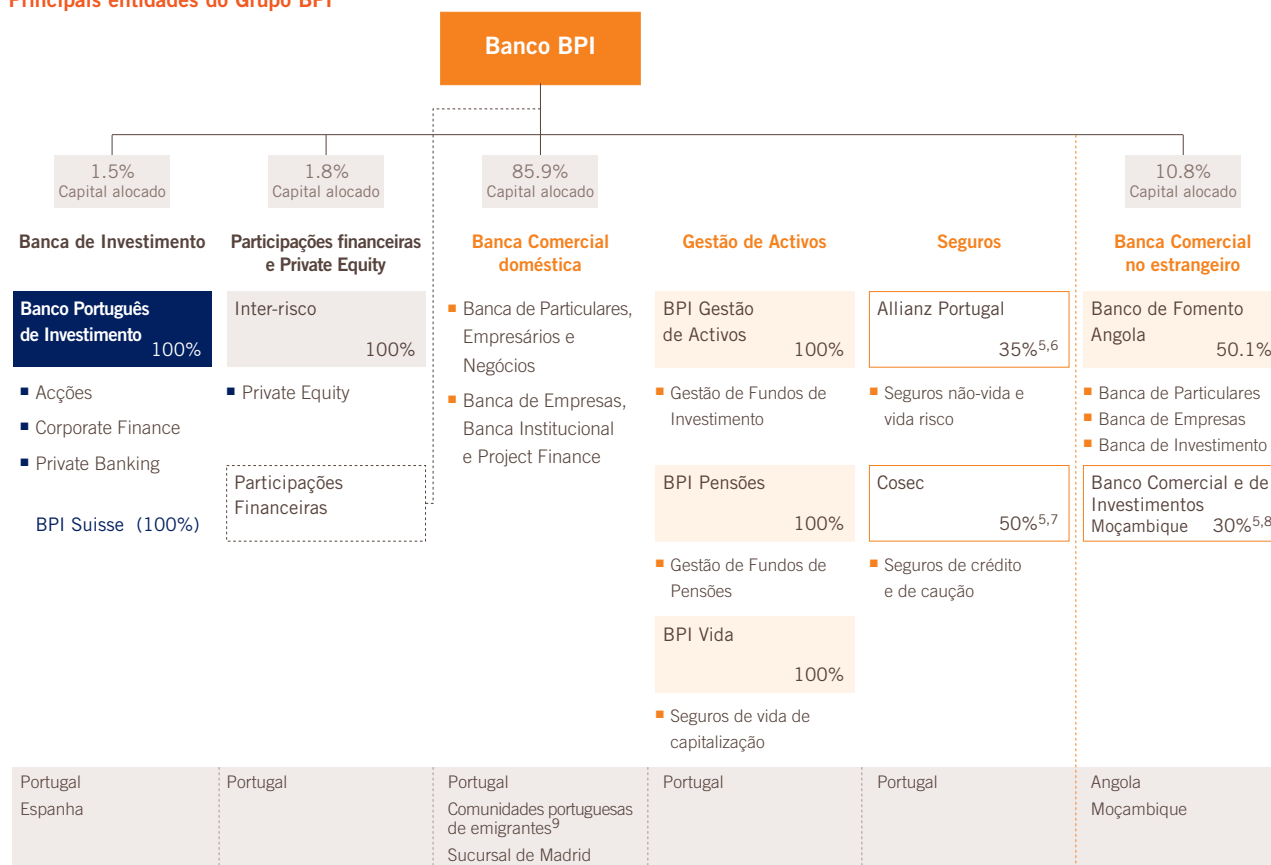 Principais entidades do Grupo BPI
Banco BPI
1.5%
Capital alocado
1.8%
Capital alocado
85.9%
Capital alocado
10.8%
Capital alocado
Banca de Investimento
Participações financeiras
e Private Equity
Banca Comercial
doméstica
Gestão de Activos
Seguros
Banca Comercial
no estrangeiro
Banco Português
de Investimento
100%
■ Acções
■ Corporate Finance
■ Private Banking
BPI Suisse (100%)
Inter-risco
100%
■ Private Equity
Participações
Financeiras
■ Banca de Particulares,
Empresários e
Negócios
■ Banca de Empresas,
Banca Institucional
e Project Finance
BPI Gestão
de Activos
100%
■ Gestão de Fundos de
Investimento
BPI Pensões
100%
■ Gestão de Fundos de
Pensões
BPI Vida
100%
■ Seguros de vida de
capitalização
Allianz Portugal
35%5,6
■ Seguros não-vida e
vida risco
Cosec
50%5,7
■ Seguros de crédito
e de caução
Banco de Fomento
Angola
50.1%
■ Banca de Particulares
■ Banca de Empresas
■ Banca de Investimento
Banco Comercial e de
Investimentos
Moçambique 30%5,8
Portugal
Espanha
Portugal
Portugal
Comunidades portuguesas
de emigrantes9
Sucursal de Madrid
Portugal
Portugal
Angola
Moçambique